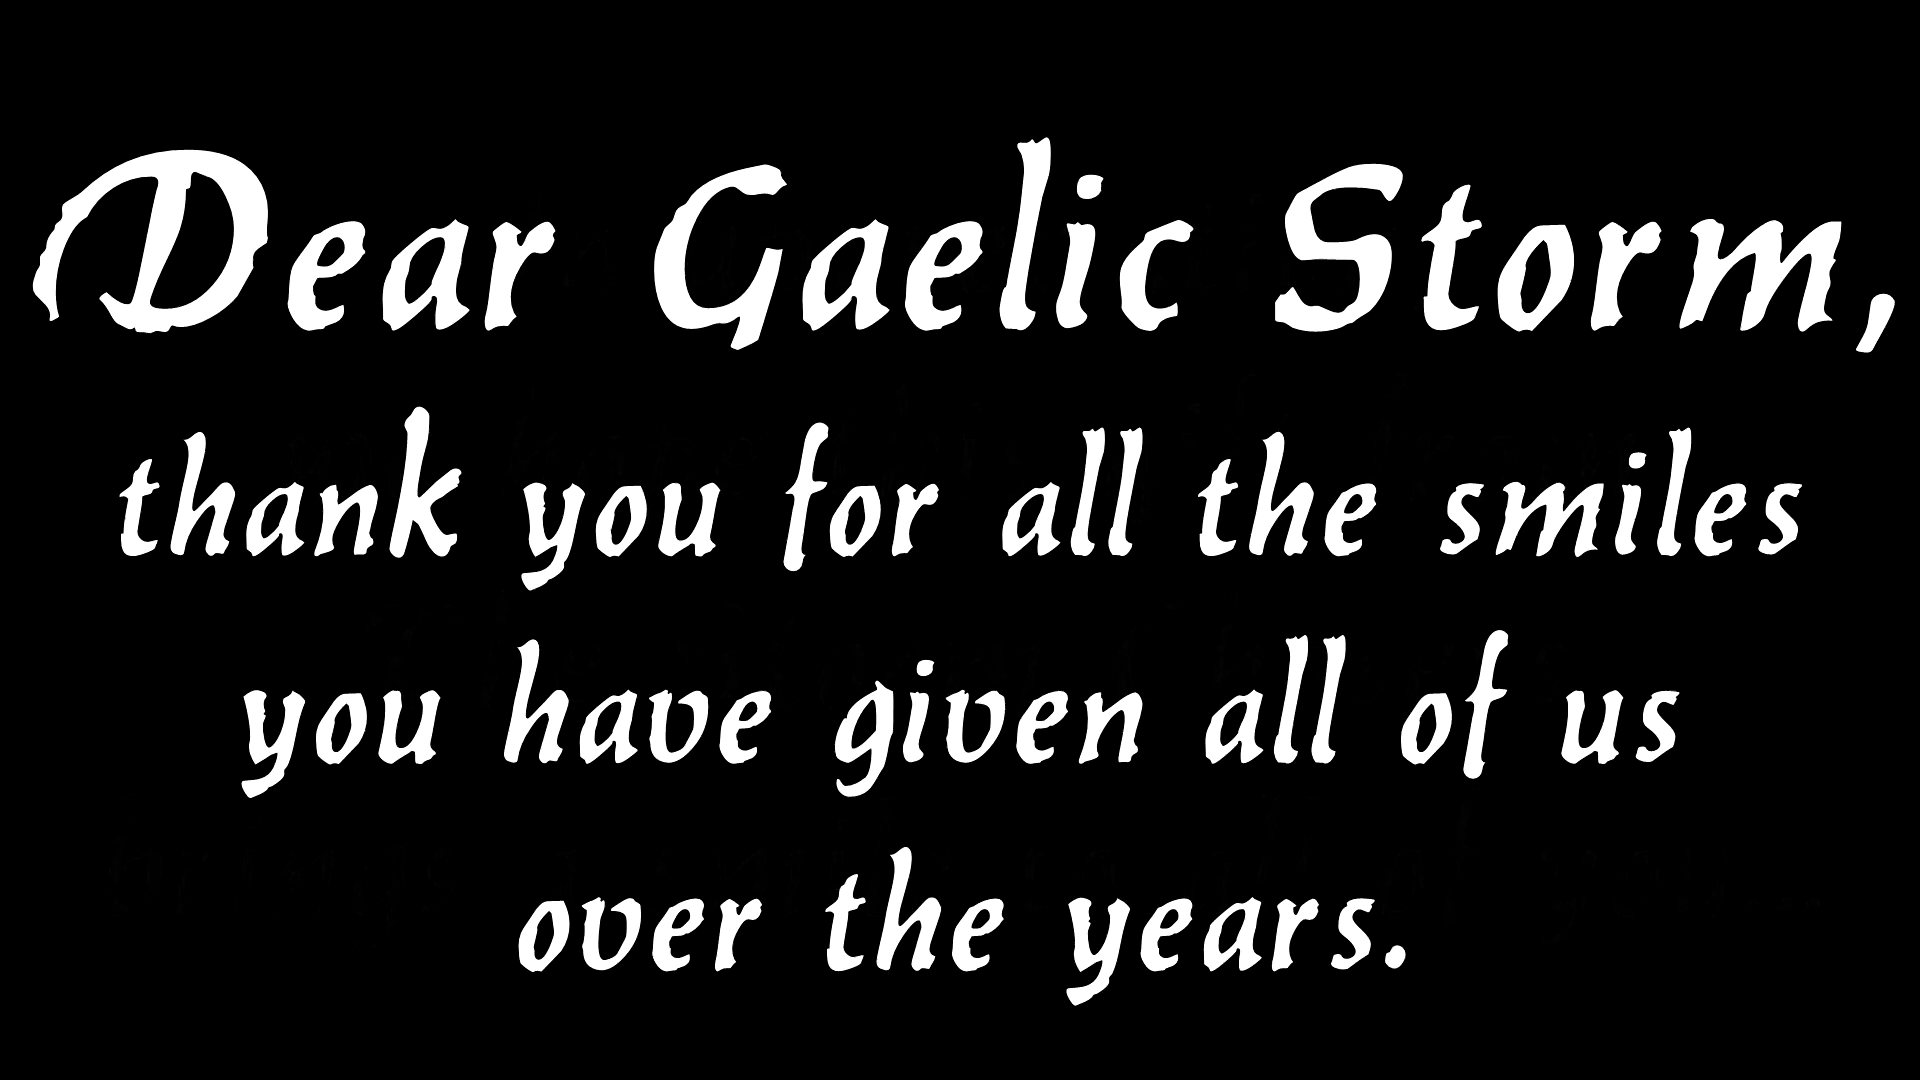 Dear Gaelic Storm,
thank you for all the smiles
you have given all of us
over the years.